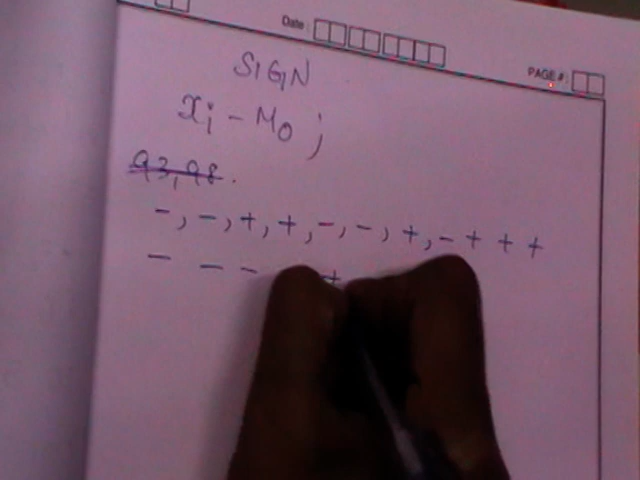 Date :
PAGE # :
SIGN
xi - M0 ;
93, 98.
-, -, +, +, -, -, +, - + + +
- - - +